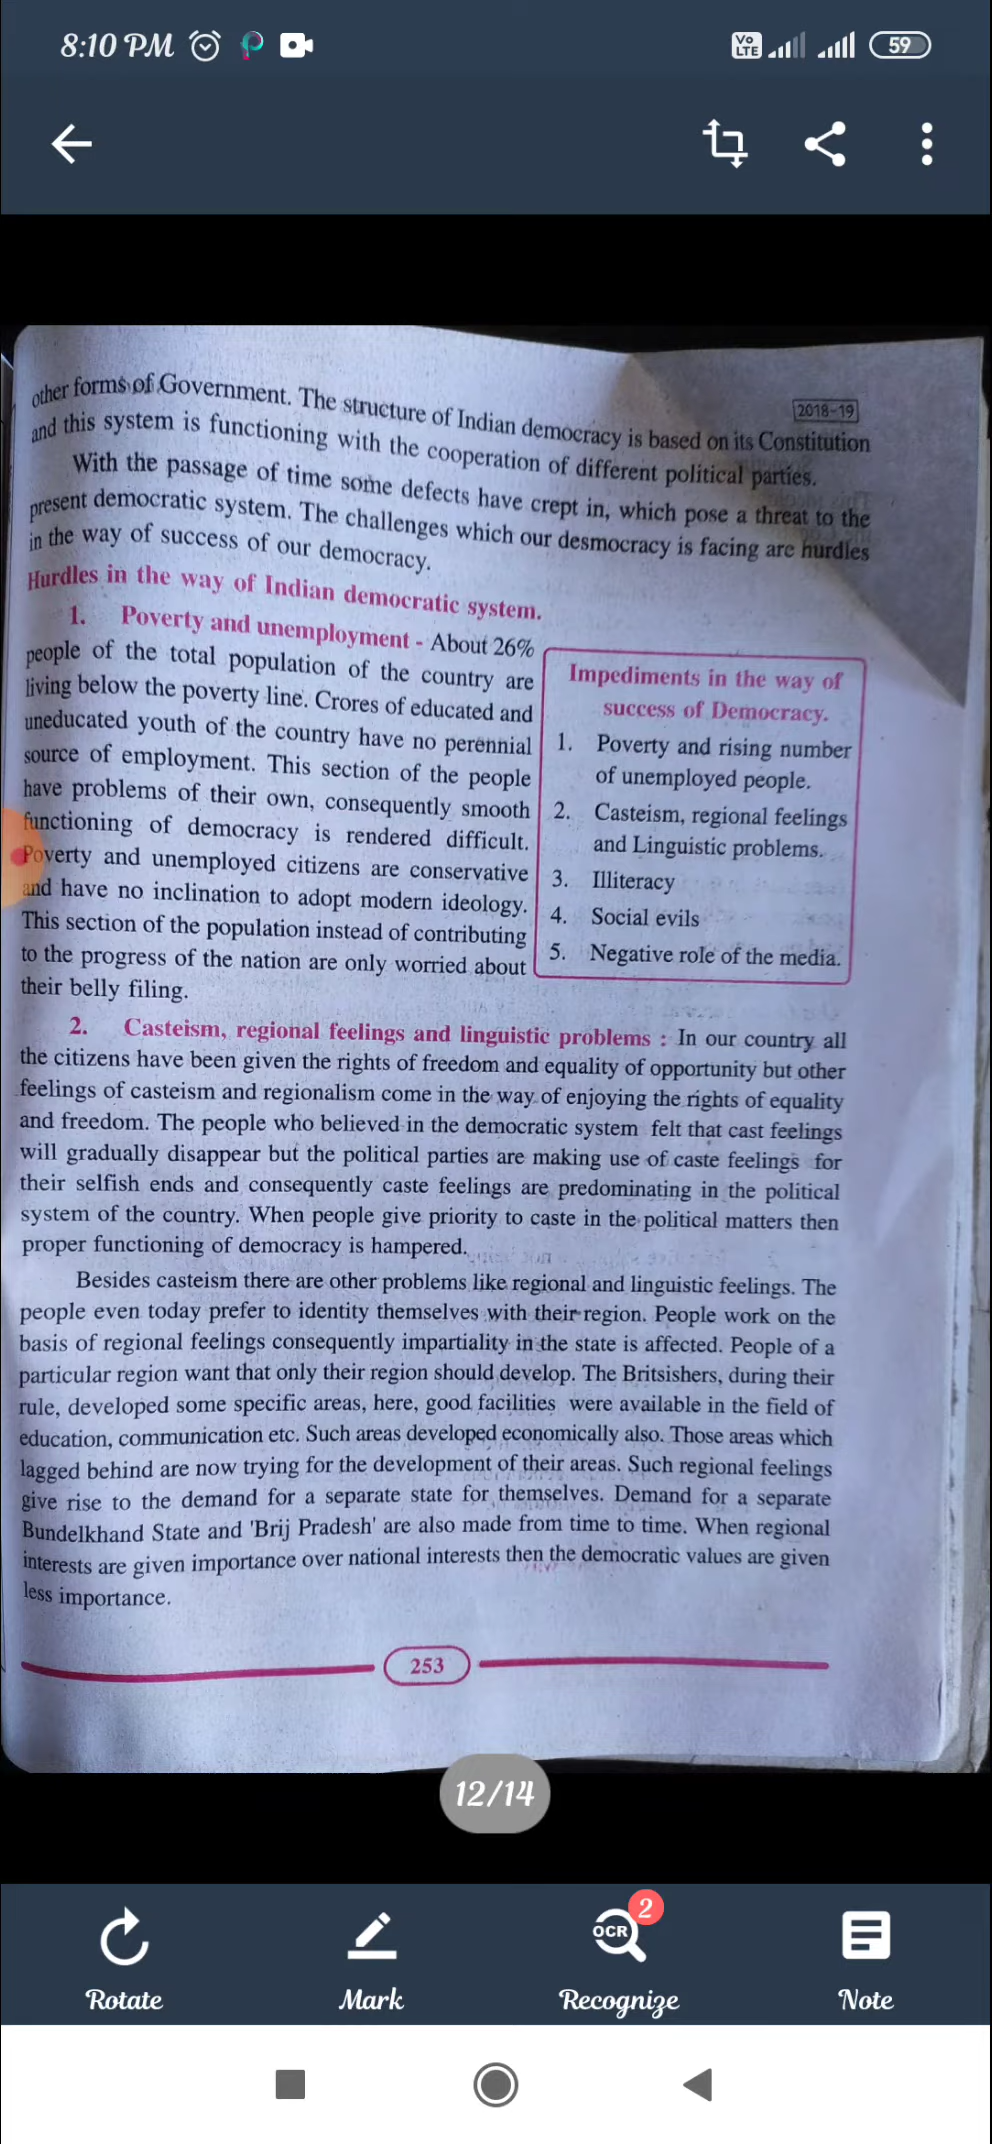 8:10 PM
Vo LTE
59
2018-19
other forms of Government. The structure of Indian democracy is based on its Constitution
and this system is functioning with the cooperation of different political parties.
With the passage of time some defects have crept in, which pose a threat to the
present democratic system. The challenges which our desmocracy is facing are hurdles
in the way of success of our democracy.
Hurdles in the way of Indian democratic system.
1. Poverty and unemployment - About 26%
people of the total population of the country are
living below the poverty line. Crores of educated and
uneducated youth of the country have no perennial
source of employment. This section of the people
have problems of their own, consequently smooth
functioning of democracy is rendered difficult.
Poverty and unemployed citizens are conservative
and have no inclination to adopt modern ideology.
This section of the population instead of contributing
to the progress of the nation are only worried about
their belly filing.
Impediments in the way of
success of Democracy.
1. Poverty and rising number
of unemployed people.
2. Casteism, regional feelings
and Linguistic problems.
3. Illiteracy
4. Social evils
5. Negative role of the media.
2. Casteism, regional feelings and linguistic problems : In our country all
the citizens have been given the rights of freedom and equality of opportunity but other
feelings of casteism and regionalism come in the way of enjoying the rights of equality
and freedom. The people who believed in the democratic system felt that cast feelings
will gradually disappear but the political parties are making use of caste feelings for
their selfish ends and consequently caste feelings are predominating in the political
system of the country. When people give priority to caste in the political matters then
proper functioning of democracy is hampered.
Besides casteism there are other problems like regional and linguistic feelings. The
people even today prefer to identity themselves with their region. People work on the
basis of regional feelings consequently impartiality in the state is affected. People of a
particular region want that only their region should develop. The Britsishers, during their
rule, developed some specific areas, here, good facilities were available in the field of
education, communication etc. Such areas developed economically also. Those areas which
lagged behind are now trying for the development of their areas. Such regional feelings
give rise to the demand for a separate state for themselves. Demand for a separate
Bundelkhand State and 'Brij Pradesh' are also made from time to time. When regional
interests are given importance over national interests then the democratic values are given
less importance.
253
12/14
OCR
2
Rotate
Mark
Recognize
Note